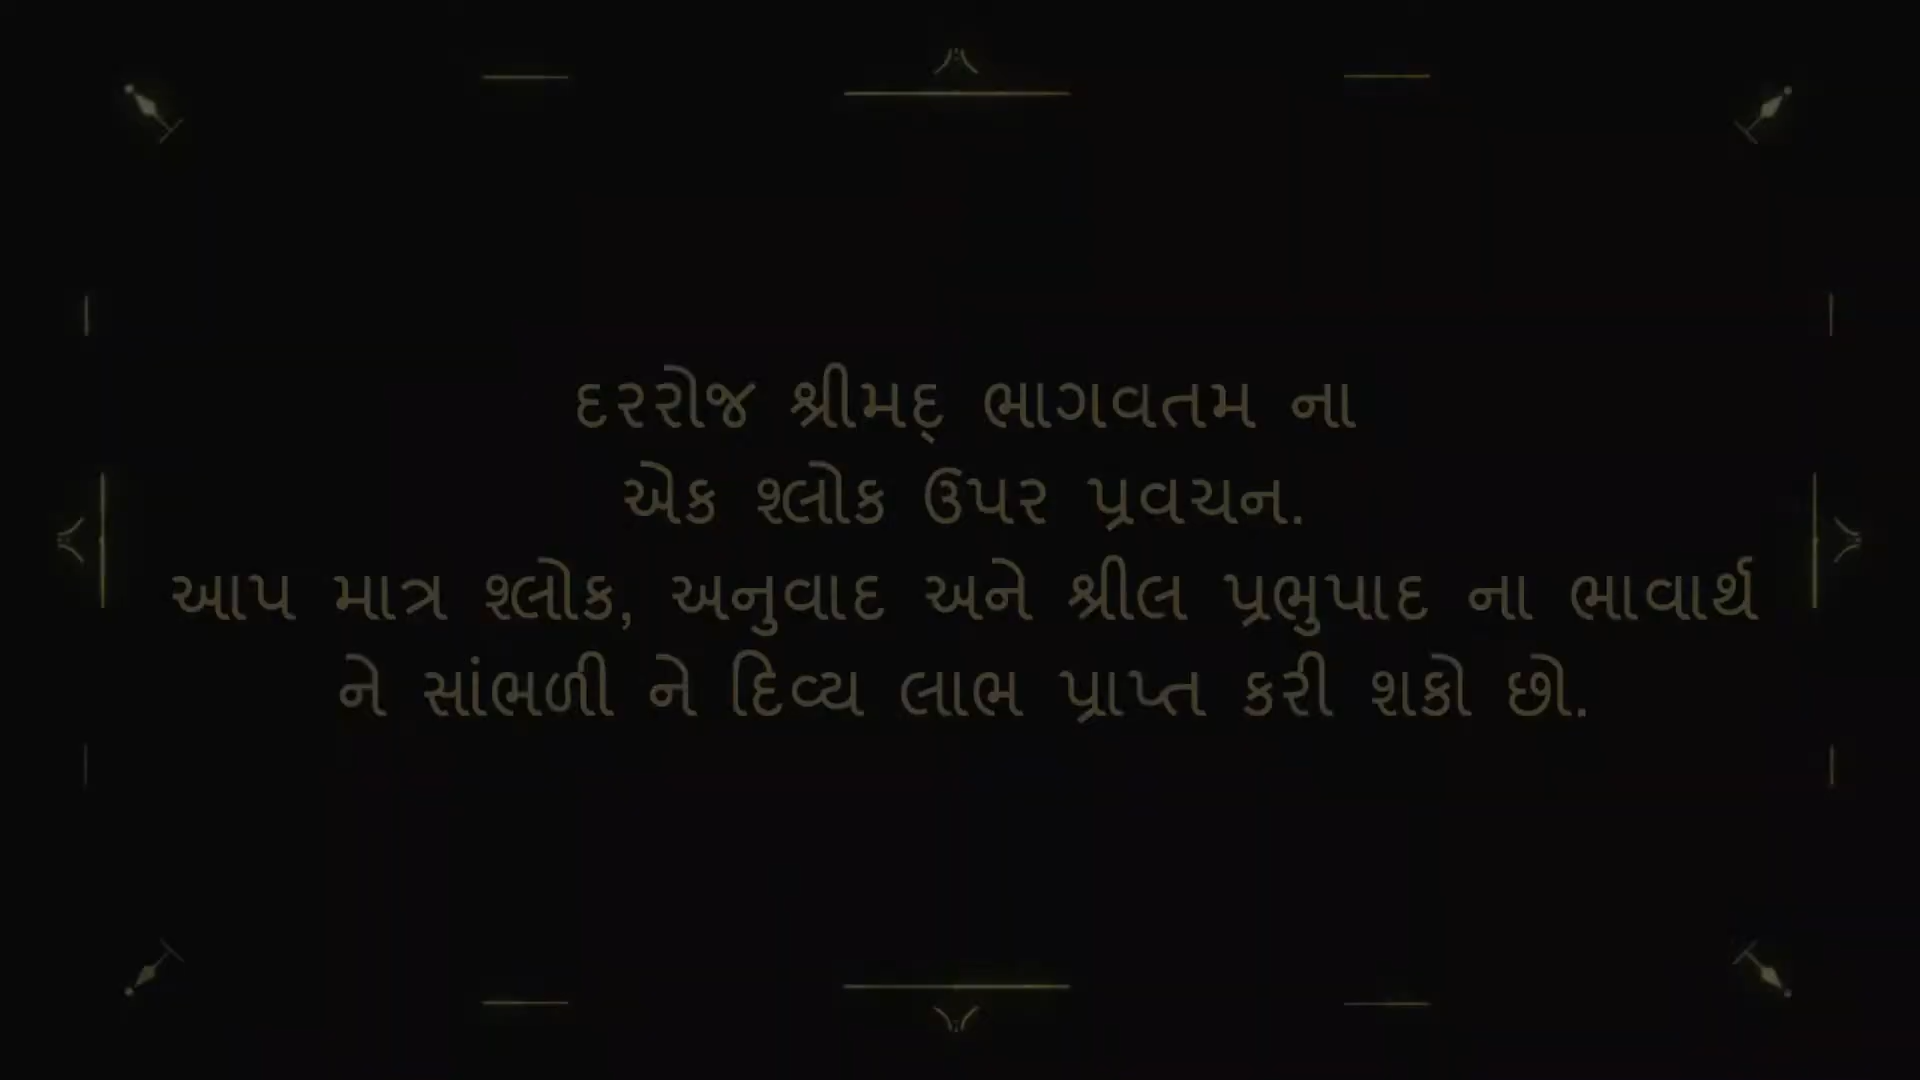 દરરોજ શ્રીમદ્ ભાગવતમ ના
એક શ્લોક ઉપર પ્રવચન.
આપ માત્ર શ્લોક, અનુવાદ અને શ્રીલ પ્રભુપાદ ના ભાવાર્થ
ને સાંભળી ને દિવ્ય લાભ પ્રાપ્ત કરી શકો છો.